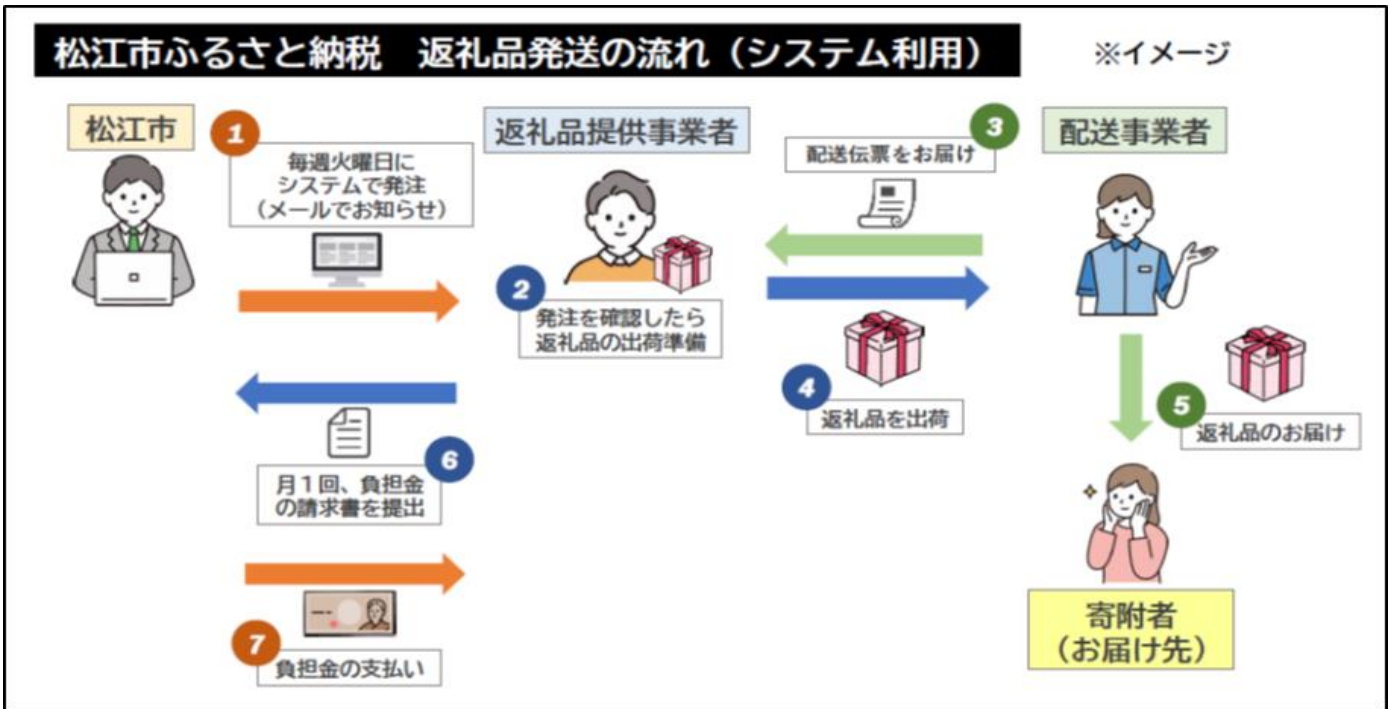 松江市ふるさと納税　返礼品発送の流れ（システム利用）
※イメージ
松江市
1
毎週火曜日に
システムで発注
（メールでお知らせ）
返礼品提供事業者
2
発注を確認したら
返礼品の出荷準備
3
配送伝票をお届け
配送事業者
4
返礼品を出荷
5
返礼品のお届け
6
月１回、負担金
の請求書を提出
7
負担金の支払い
寄附者
（お届け先）